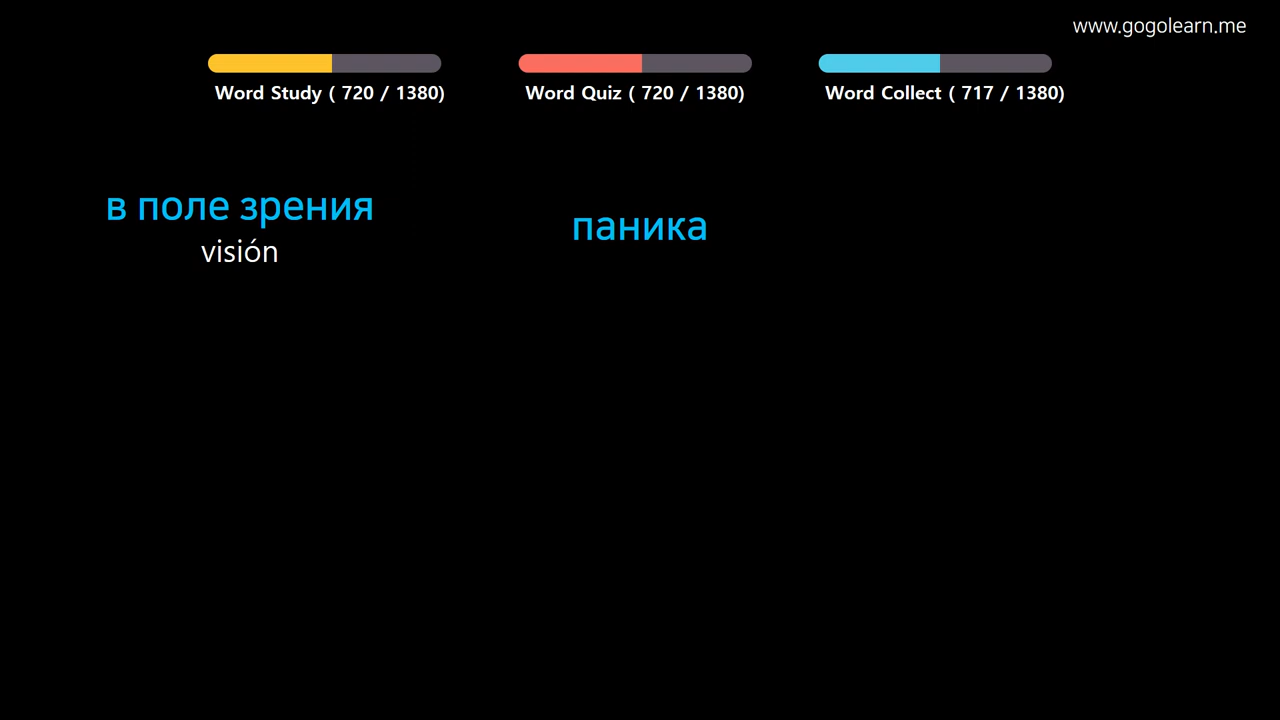 www.gogolearn.me
Word Study ( 720 / 1380)
Word Quiz ( 720 / 1380)
Word Collect ( 717 / 1380)
в поле зрения
visión
паника